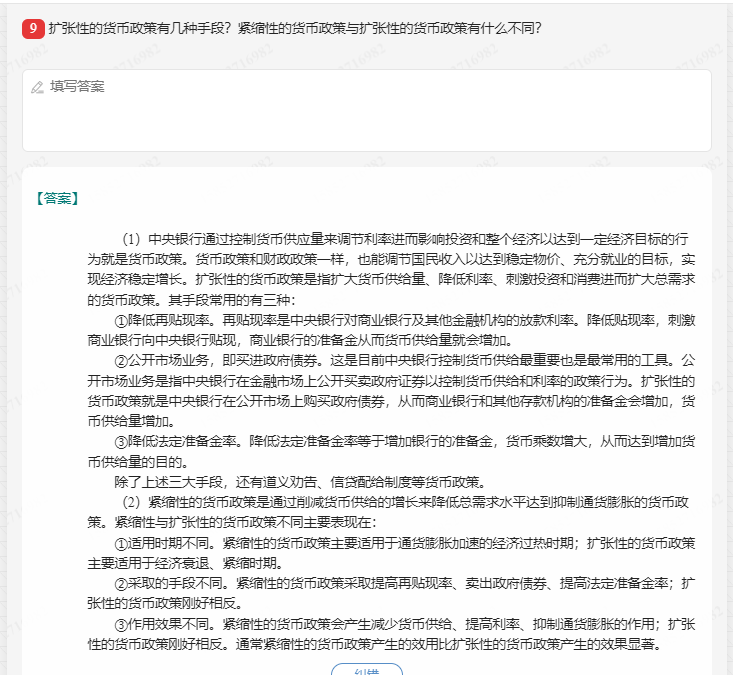 9 扩张性的货币政策有几种手段？紧缩性的货币政策与扩张性的货币政策有什么不同？
填写答案
【答案】
（1）中央银行通过控制货币供应量来调节利率进而影响投资和整个经济以达到一定经济目标的行
为就是货币政策。货币政策和财政政策一样，也能调节国民收入以达到稳定物价、充分就业的目标，实
现经济稳定增长。扩张性的货币政策是指扩大货币供给量、降低利率、刺激投资和消费进而扩大总需求
的货币政策。其手段常用的有三种：
①降低再贴现率。再贴现率是中央银行对商业银行及其他金融机构的放款利率。降低贴现率，刺激
商业银行向中央银行贴现，商业银行的准备金从而货币供给量就会增加。
②公开市场业务，即买进政府债券。这是目前中央银行控制货币供给最重要也是最常用的工具。公
开市场业务是指中央银行在金融市场上公开买卖政府证券以控制货币供给和利率的政策行为。扩张性的
货币政策就是中央银行在公开市场上购买政府债券，从而商业银行和其他存款机构的准备金会增加，货
币供给量增加。
③降低法定准备金率。降低法定准备金率等于增加银行的准备金，货币乘数增大，从而达到增加货
币供给量的目的。
除了上述三大手段，还有道义劝告、信贷配给制度等货币政策。
（2）紧缩性的货币政策是通过削减货币供给的增长来降低总需求水平达到抑制通货膨胀的货币政
策。紧缩性与扩张性的货币政策不同主要表现在：
①适用时期不同。紧缩性的货币政策主要适用于通货膨胀加速的经济过热时期；扩张性的货币政策
主要适用于经济衰退、紧缩时期。
②采取的手段不同。紧缩性的货币政策采取提高再贴现率、卖出政府债券、提高法定准备金率；扩
张性的货币政策刚好相反。
③作用效果不同。紧缩性的货币政策会产生减少货币供给、提高利率、抑制通货膨胀的作用；扩张
性的货币政策刚好相反。通常紧缩性的货币政策产生的效用比扩张性的货币政策产生的效果显著。
纠错